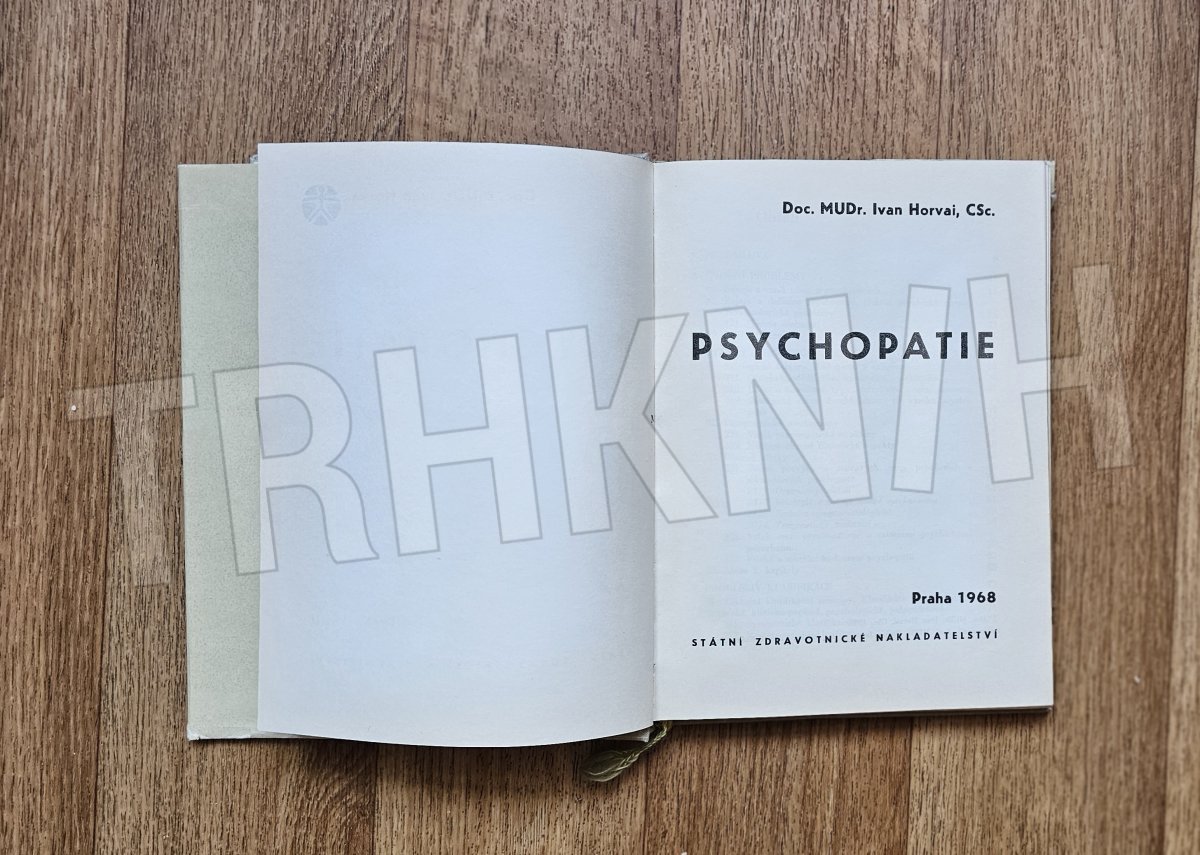 Doc. MUDr. Ivan Horvai, CSc.
PSYCHOPATIE
TRHKNIH
Praha 1968
STÁTNÍ ZDRAVOTNICKÉ NAKLADATELSTVÍ